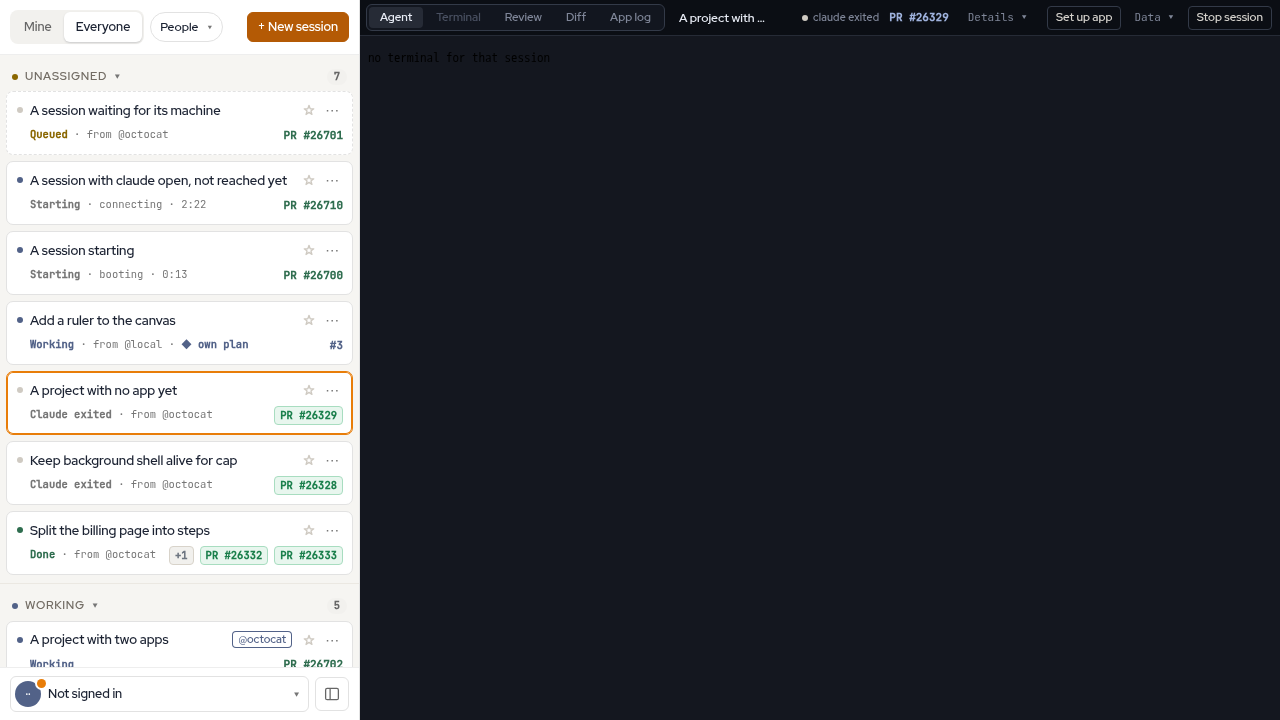 Mine Everyone People ▾ + New session
UNASSIGNED ▾ 7
A session waiting for its machine ☆ ···
Queued · from @octocat PR #26701
A session with claude open, not reached yet ☆ ···
Starting · connecting · 2:22 PR #26710
A session starting ☆ ···
Starting · booting · 0:13 PR #26700
Add a ruler to the canvas ☆ ···
Working · from @local · ◆ own plan #3
A project with no app yet ☆ ···
Claude exited · from @octocat PR #26329
Keep background shell alive for cap ☆ ···
Claude exited · from @octocat PR #26328
Split the billing page into steps ☆ ···
Done · from @octocat +1 PR #26332 PR #26333
WORKING ▾ 5
A project with two apps @octocat ☆ ···
Working PR #26702
Not signed in ▾
Agent Terminal Review Diff App log A project with ... claude exited PR #26329 Details ▾ Set up app Data ▾ Stop session
no terminal for that session